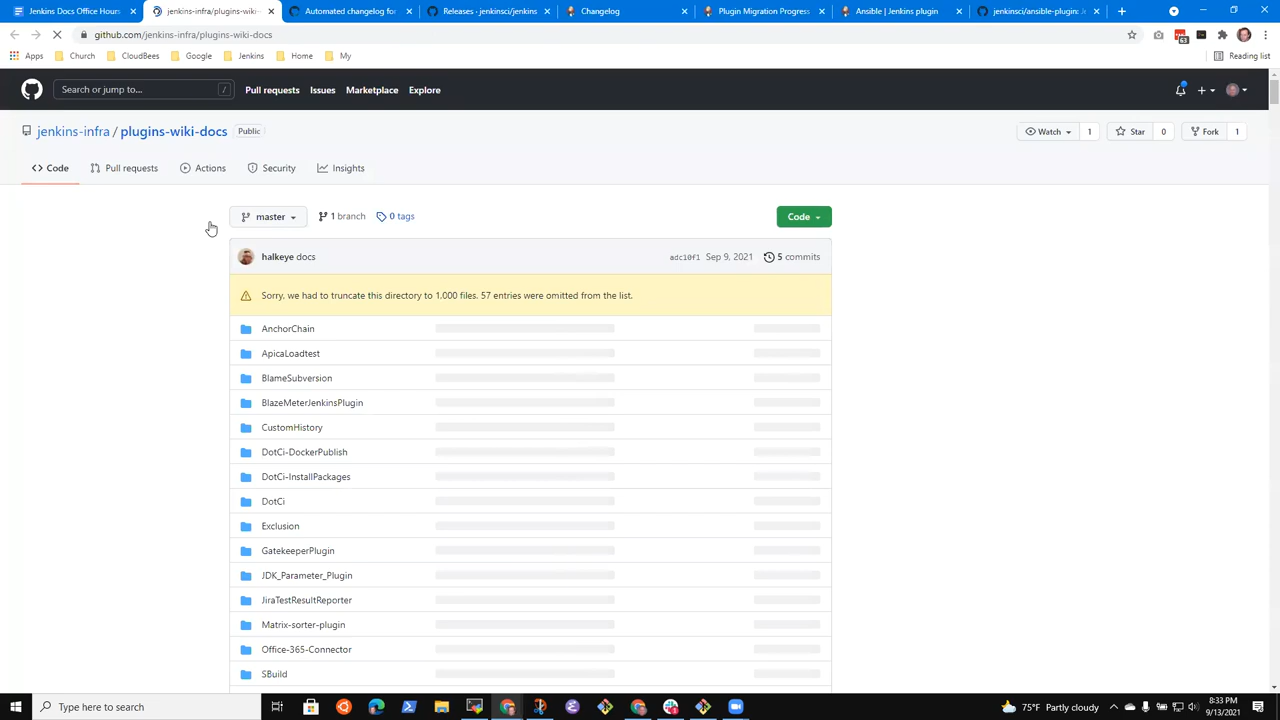 Jenkins Docs Office Hours
jenkins-infra/plugins-wiki-docs
Automated changelog for
Releases · jenkinsci/jenkins
Changelog
Plugin Migration Progress
Ansible | Jenkins plugin
jenkinsci/ansible-plugin: J
github.com/jenkins-infra/plugins-wiki-docs
63
Apps
Church
CloudBees
Google
Jenkins
Home
My
Reading list
Search or jump to...
/
Pull requests
Issues
Marketplace
Explore
jenkins-infra / plugins-wiki-docs
Public
Watch
1
Star
0
Fork
1
Code
Pull requests
Actions
Security
Insights
master
1 branch
0 tags
Code
halkeye docs
adc10f1 Sep 9, 2021
5 commits
Sorry, we had to truncate this directory to 1,000 files. 57 entries were omitted from the list.
AnchorChain
ApicaLoadtest
BlameSubversion
BlazeMeterJenkinsPlugin
CustomHistory
DotCi-DockerPublish
DotCi-InstallPackages
DotCi
Exclusion
GatekeeperPlugin
JDK_Parameter_Plugin
JiraTestResultReporter
Matrix-sorter-plugin
Office-365-Connector
SBuild
Type here to search
75°F Partly cloudy
8:33 PM
9/13/2021